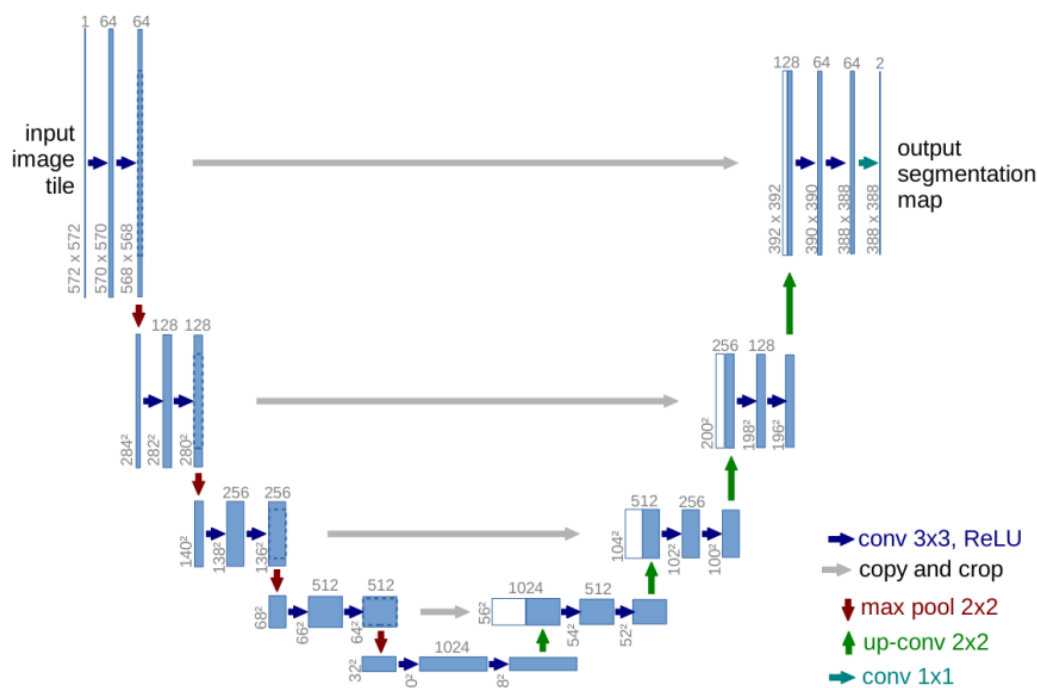 1 64 64
128 64 64 2
input
image
tile
output
segmentation
map
572 x 572
570 x 570
568 x 568
392 x 392
390 x 390
388 x 388
388 x 388
128 128
256 128
284²
282²
280²
200²
198²
196²
256 256
512 256
140²
138²
136²
104²
102²
100²
512 512
1024 512
68²
66²
64²
56²
54²
52²
1024
32²
0²
8²
conv 3x3, ReLU
copy and crop
max pool 2x2
up-conv 2x2
conv 1x1